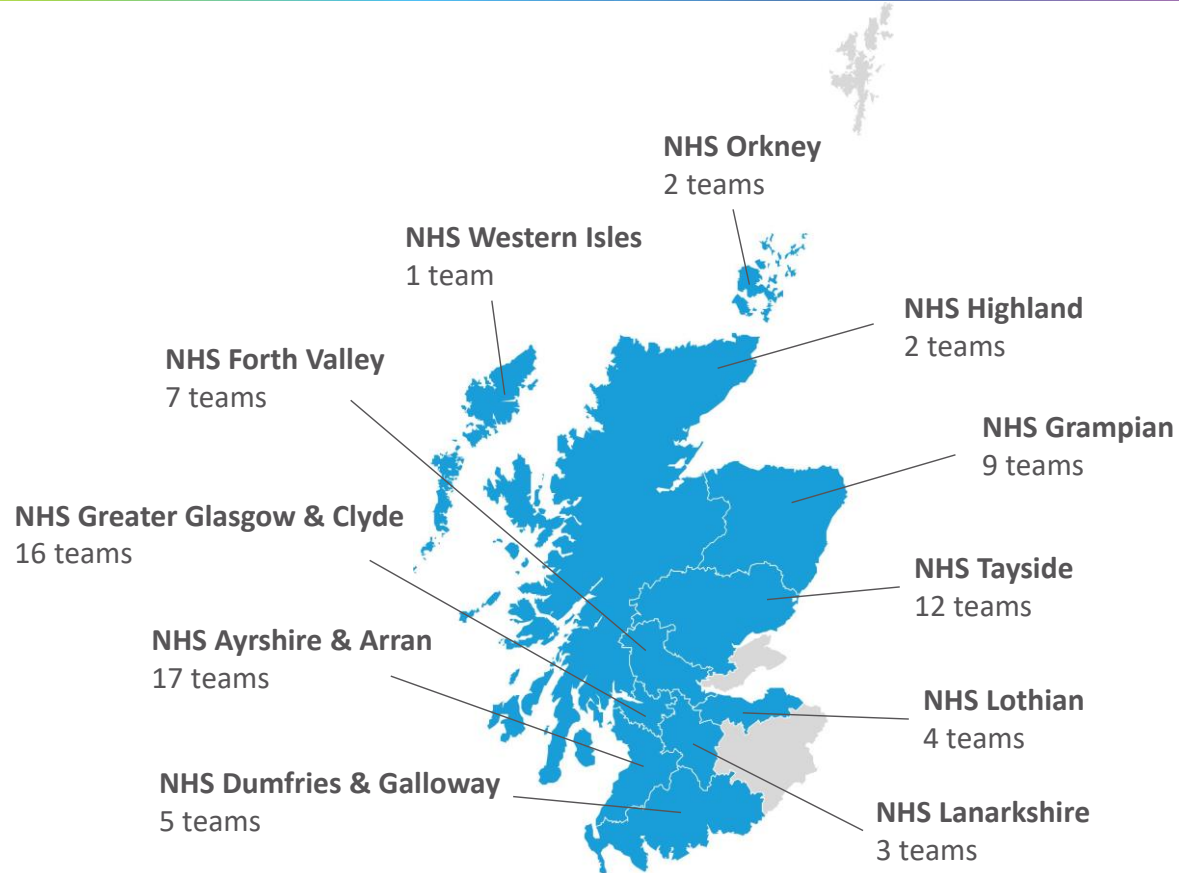 NHS Orkney
2 teams
NHS Western Isles
1 team
NHS Highland
2 teams
NHS Forth Valley
7 teams
NHS Grampian
9 teams
NHS Greater Glasgow & Clyde
16 teams
NHS Tayside
12 teams
NHS Ayrshire & Arran
17 teams
NHS Lothian
4 teams
NHS Dumfries & Galloway
5 teams
NHS Lanarkshire
3 teams